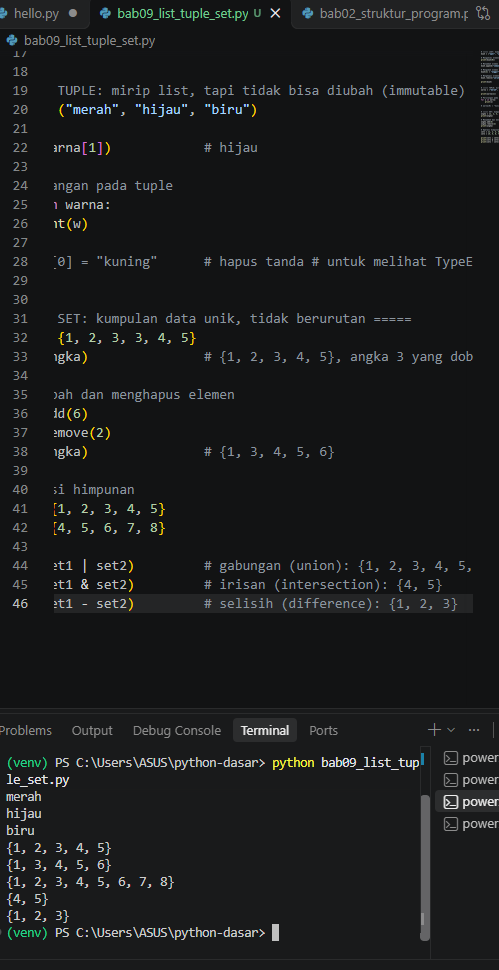 hello.py
bab09_list_tuple_set.py U
bab02_struktur_program.p
bab09_list_tuple_set.py
17
18
19 TUPLE: mirip list, tapi tidak bisa diubah (immutable)
20 ("merah", "hijau", "biru")
21
22 arna[1]) # hijau
23
24 angan pada tuple
25 n warna:
26 nt(w)
27
28 [0] = "kuning" # hapus tanda # untuk melihat TypeE
29
30
31 SET: kumpulan data unik, tidak berurutan =====
32 {1, 2, 3, 3, 4, 5}
33 ngka) # {1, 2, 3, 4, 5}, angka 3 yang dob
34
35 bah dan menghapus elemen
36 dd(6)
37 emove(2)
38 ngka) # {1, 3, 4, 5, 6}
39
40 si himpunan
41 {1, 2, 3, 4, 5}
42 {4, 5, 6, 7, 8}
43
44 et1 | set2) # gabungan (union): {1, 2, 3, 4, 5,
45 et1 & set2) # irisan (intersection): {4, 5}
46 et1 - set2) # selisih (difference): {1, 2, 3}
Problems Output Debug Console Terminal Ports
(venv) PS C:\Users\ASUS\python-dasar> python bab09_list_tup
le_set.py
merah
hijau
biru
{1, 2, 3, 4, 5}
{1, 3, 4, 5, 6}
{1, 2, 3, 4, 5, 6, 7, 8}
{4, 5}
{1, 2, 3}
(venv) PS C:\Users\ASUS\python-dasar>
power
power
power
power